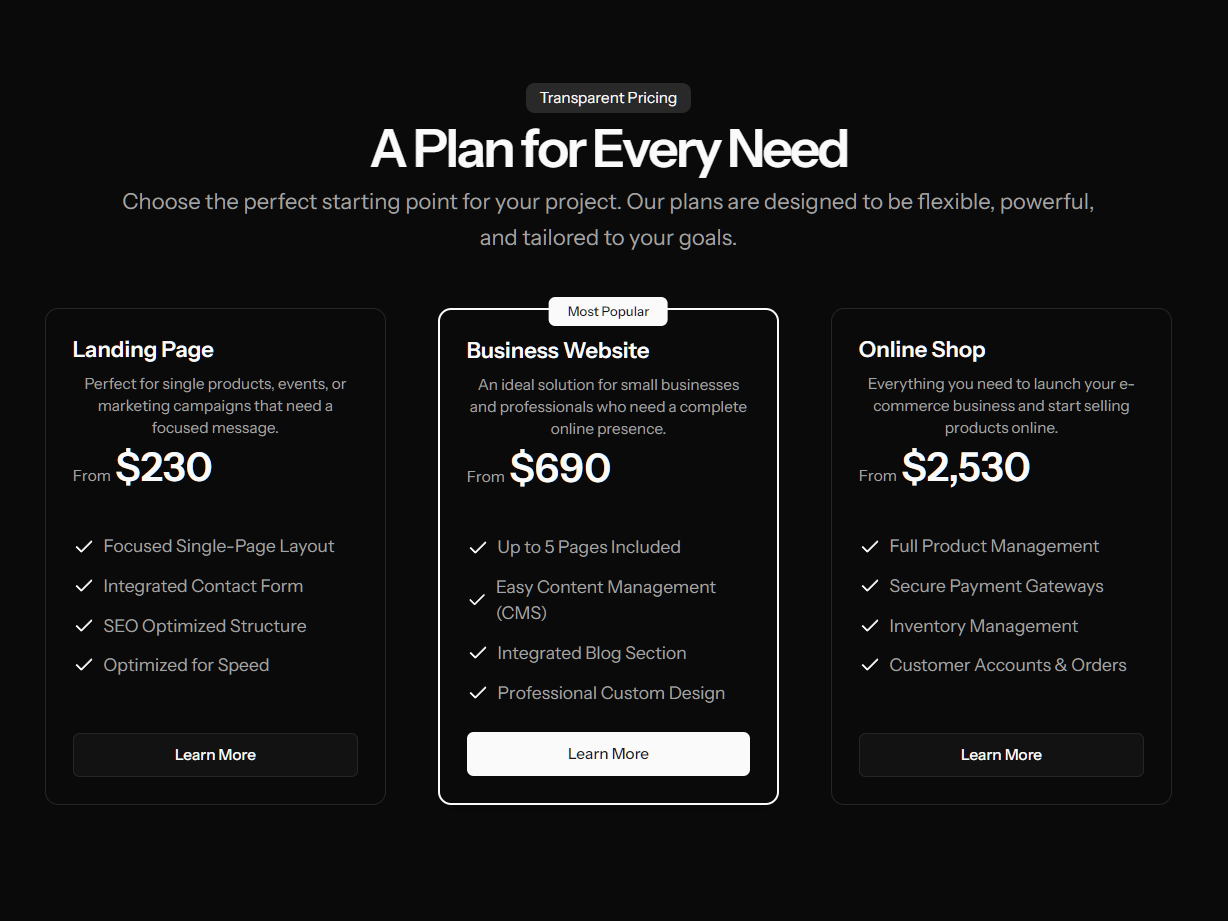 Transparent Pricing
A Plan for Every Need
Choose the perfect starting point for your project. Our plans are designed to be flexible, powerful,
and tailored to your goals.
Landing Page
Perfect for single products, events, or
marketing campaigns that need a
focused message.
From $230
Focused Single-Page Layout
Integrated Contact Form
SEO Optimized Structure
Optimized for Speed
Learn More
Most Popular
Business Website
An ideal solution for small businesses
and professionals who need a complete
online presence.
From $690
Up to 5 Pages Included
Easy Content Management
(CMS)
Integrated Blog Section
Professional Custom Design
Learn More
Online Shop
Everything you need to launch your e-
commerce business and start selling
products online.
From $2,530
Full Product Management
Secure Payment Gateways
Inventory Management
Customer Accounts & Orders
Learn More